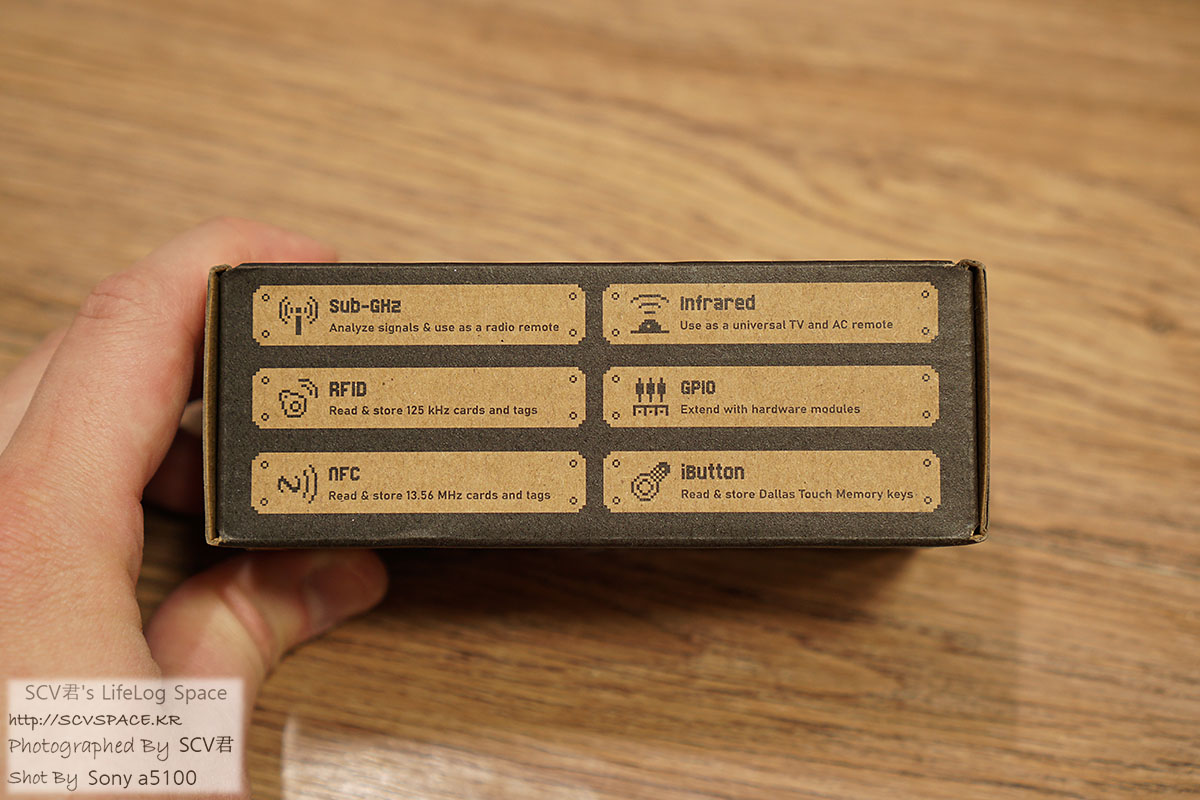 Sub-GHz
Analyze signals & use as a radio remote
Infrared
Use as a universal TV and AC remote
RFID
Read & store 125 kHz cards and tags
GPIO
Extend with hardware modules
NFC
Read & store 13.56 MHz cards and tags
iButton
Read & store Dallas Touch Memory keys
SCV君's LifeLog Space
http://SCVSPACE.KR
Photographed By SCV君
Shot By Sony a5100